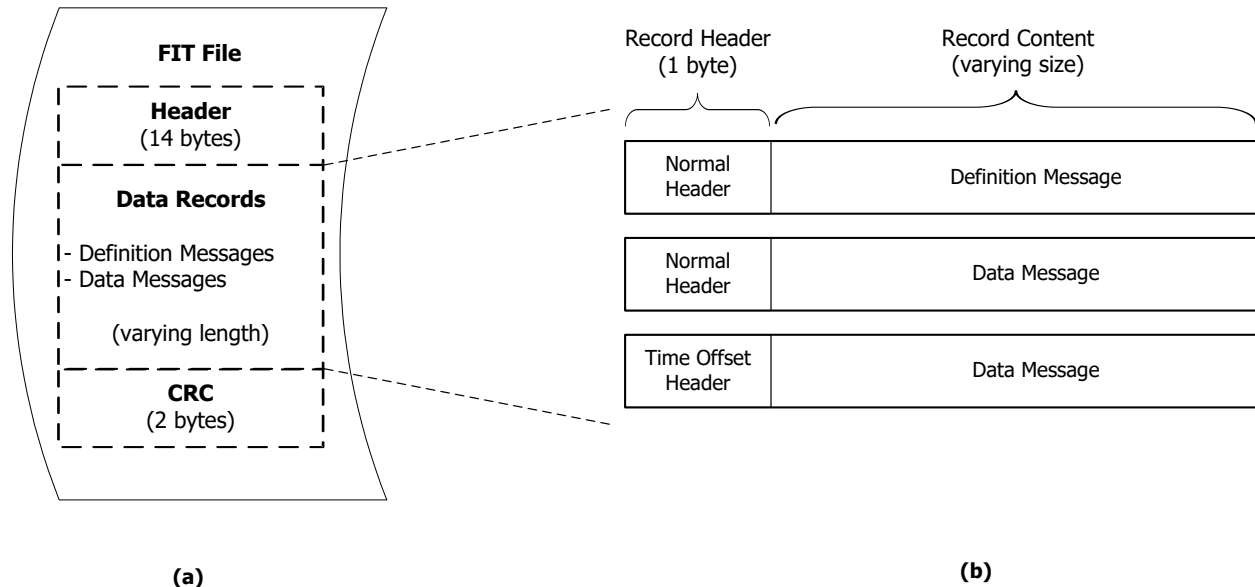 FIT File
Header
(14 bytes)
Data Records
- Definition Messages
- Data Messages
(varying length)
CRC
(2 bytes)
(a)
Record Header
(1 byte)
Record Content
(varying size)
Normal
Header
Definition Message
Normal
Header
Data Message
Time Offset
Header
Data Message
(b)